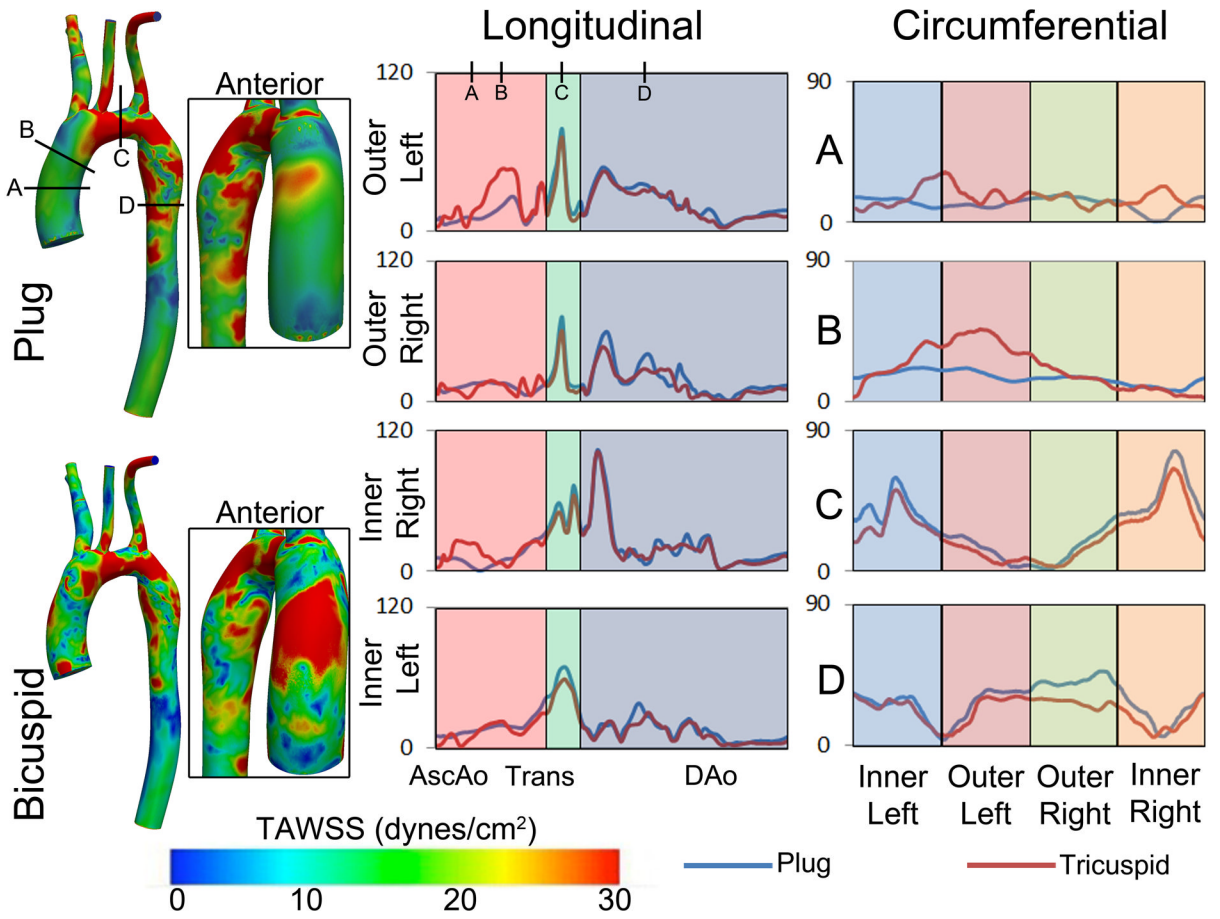 Longitudinal
Circumferential
Anterior
Plug
A
B
C
D
120
0
Outer
Left
A
B
C
D
120
0
Outer
Right
120
0
Inner
Right
120
0
Inner
Left
AscAo
Trans
DAo
90
0
A
90
0
B
90
0
C
90
0
D
Inner
Left
Outer
Left
Outer
Right
Inner
Right
Bicuspid
Anterior
TAWSS (dynes/cm²)
0
10
20
30
Plug
Tricuspid